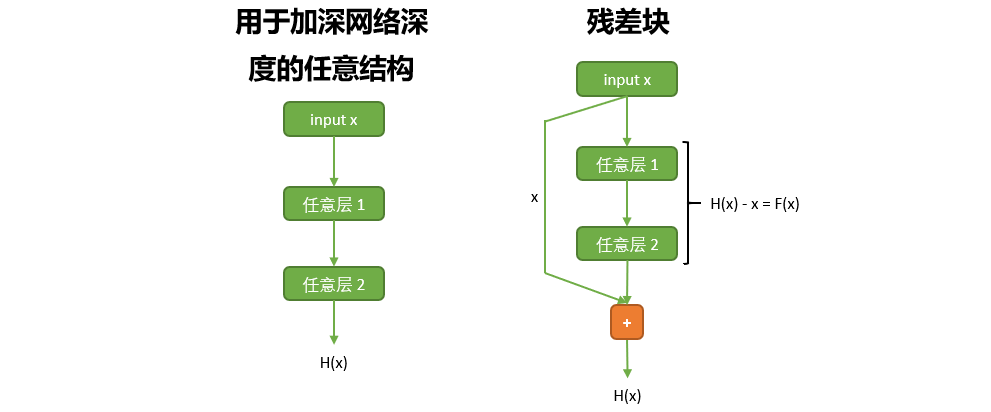 用于加深网络深
度的任意结构
input x
任意层 1
任意层 2
H(x)
残差块
input x
任意层 1
x
H(x) - x = F(x)
任意层 2
+
H(x)